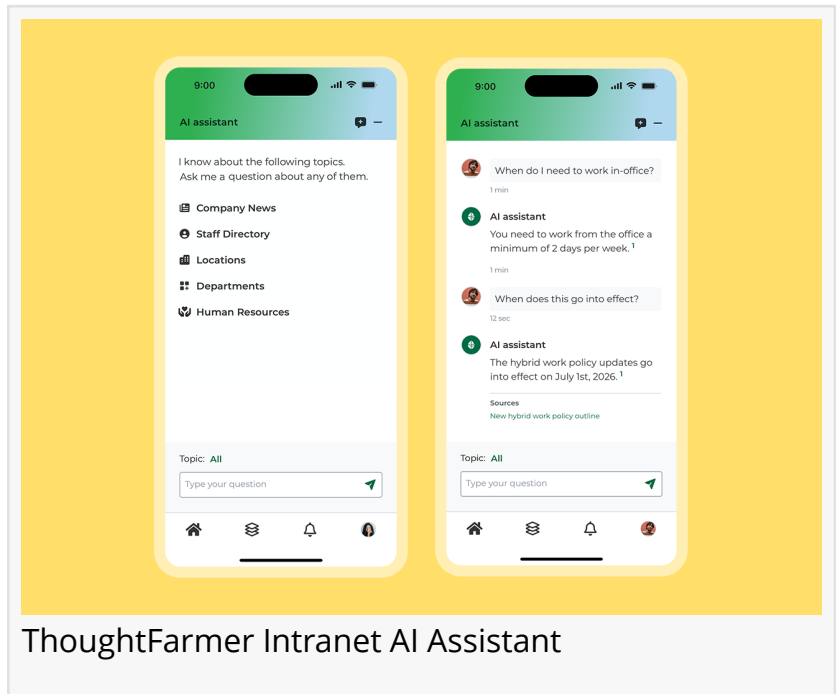 9:00
AI assistant
I know about the following topics.
Ask me a question about any of them.
Company News
Staff Directory
Locations
Departments
Human Resources
Topic: All
Type your question
9:00
AI assistant
When do I need to work in-office?
1 min
AI assistant
You need to work from the office a
minimum of 2 days per week. 1
1 min
When does this go into effect?
12 sec
AI assistant
The hybrid work policy updates go
into effect on July 1st, 2026. 1
Sources
New hybrid work policy outline
Topic: All
Type your question
ThoughtFarmer Intranet AI Assistant